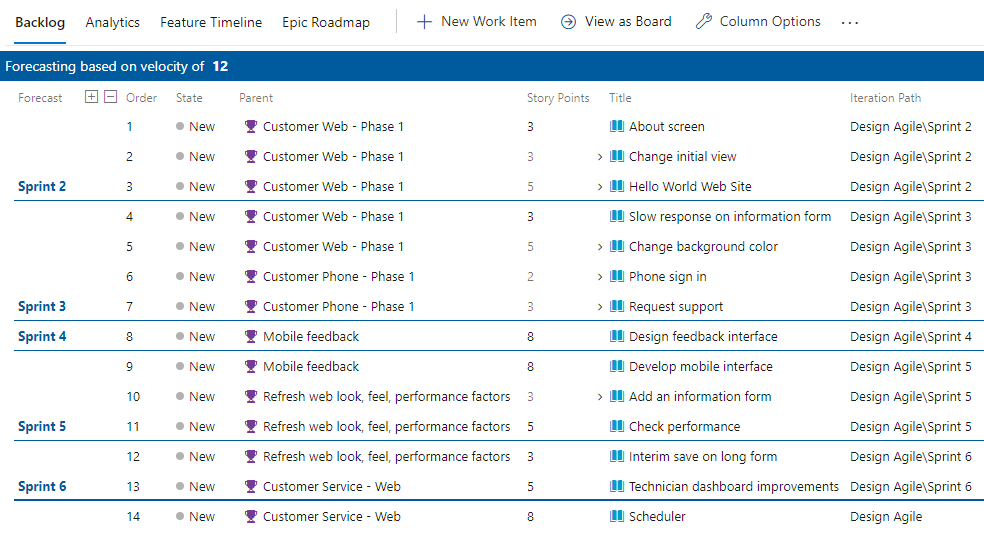 Backlog Analytics Feature Timeline Epic Roadmap + New Work Item View as Board Column Options ...
Forecasting based on velocity of 12
Forecast Order State Parent Story Points Title Iteration Path
1 New Customer Web - Phase 1 3 About screen Design Agile\Sprint 2
2 New Customer Web - Phase 1 3 > Change initial view Design Agile\Sprint 2
Sprint 2 3 New Customer Web - Phase 1 5 > Hello World Web Site Design Agile\Sprint 2
4 New Customer Web - Phase 1 3 Slow response on information form Design Agile\Sprint 3
5 New Customer Web - Phase 1 5 > Change background color Design Agile\Sprint 3
6 New Customer Phone - Phase 1 2 > Phone sign in Design Agile\Sprint 3
Sprint 3 7 New Customer Phone - Phase 1 3 > Request support Design Agile\Sprint 3
Sprint 4 8 New Mobile feedback 8 Design feedback interface Design Agile\Sprint 4
9 New Mobile feedback 8 Develop mobile interface Design Agile\Sprint 5
10 New Refresh web look, feel, performance factors 3 > Add an information form Design Agile\Sprint 5
Sprint 5 11 New Refresh web look, feel, performance factors 5 Check performance Design Agile\Sprint 5
12 New Refresh web look, feel, performance factors 3 Interim save on long form Design Agile\Sprint 6
Sprint 6 13 New Customer Service - Web 5 Technician dashboard improvements Design Agile\Sprint 6
14 New Customer Service - Web 8 Scheduler Design Agile